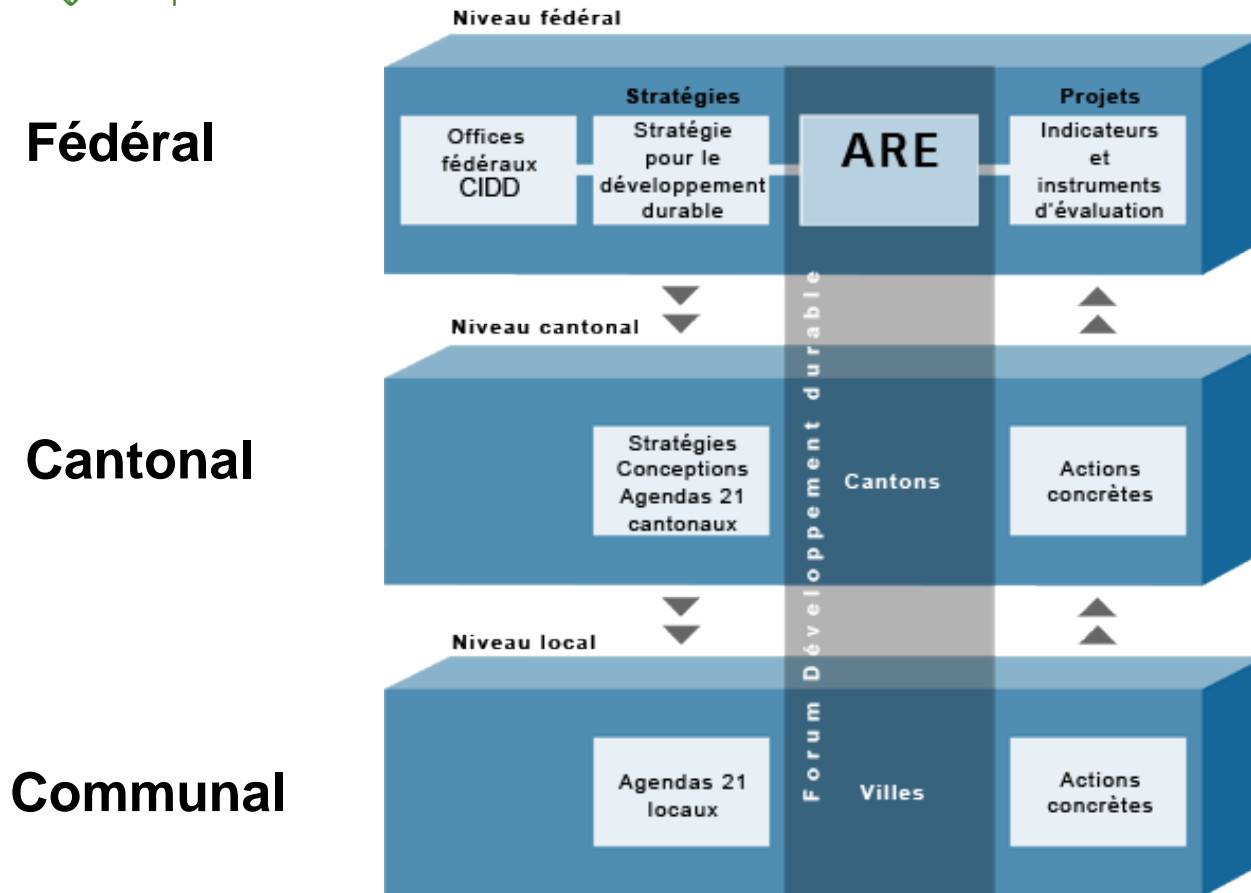 Niveau fédéral
Fédéral
Stratégies
Projets
Offices
fédéraux
CIDD
Stratégie
pour le
développement
durable
ARE
Indicateurs
et
instruments
d'évaluation
Forum Développement durable
Niveau cantonal
Cantonal
Stratégies
Conceptions
Agendas 21
cantonaux
Cantons
Actions
concrètes
Niveau local
Communal
Agendas 21
locaux
Villes
Actions
concrètes